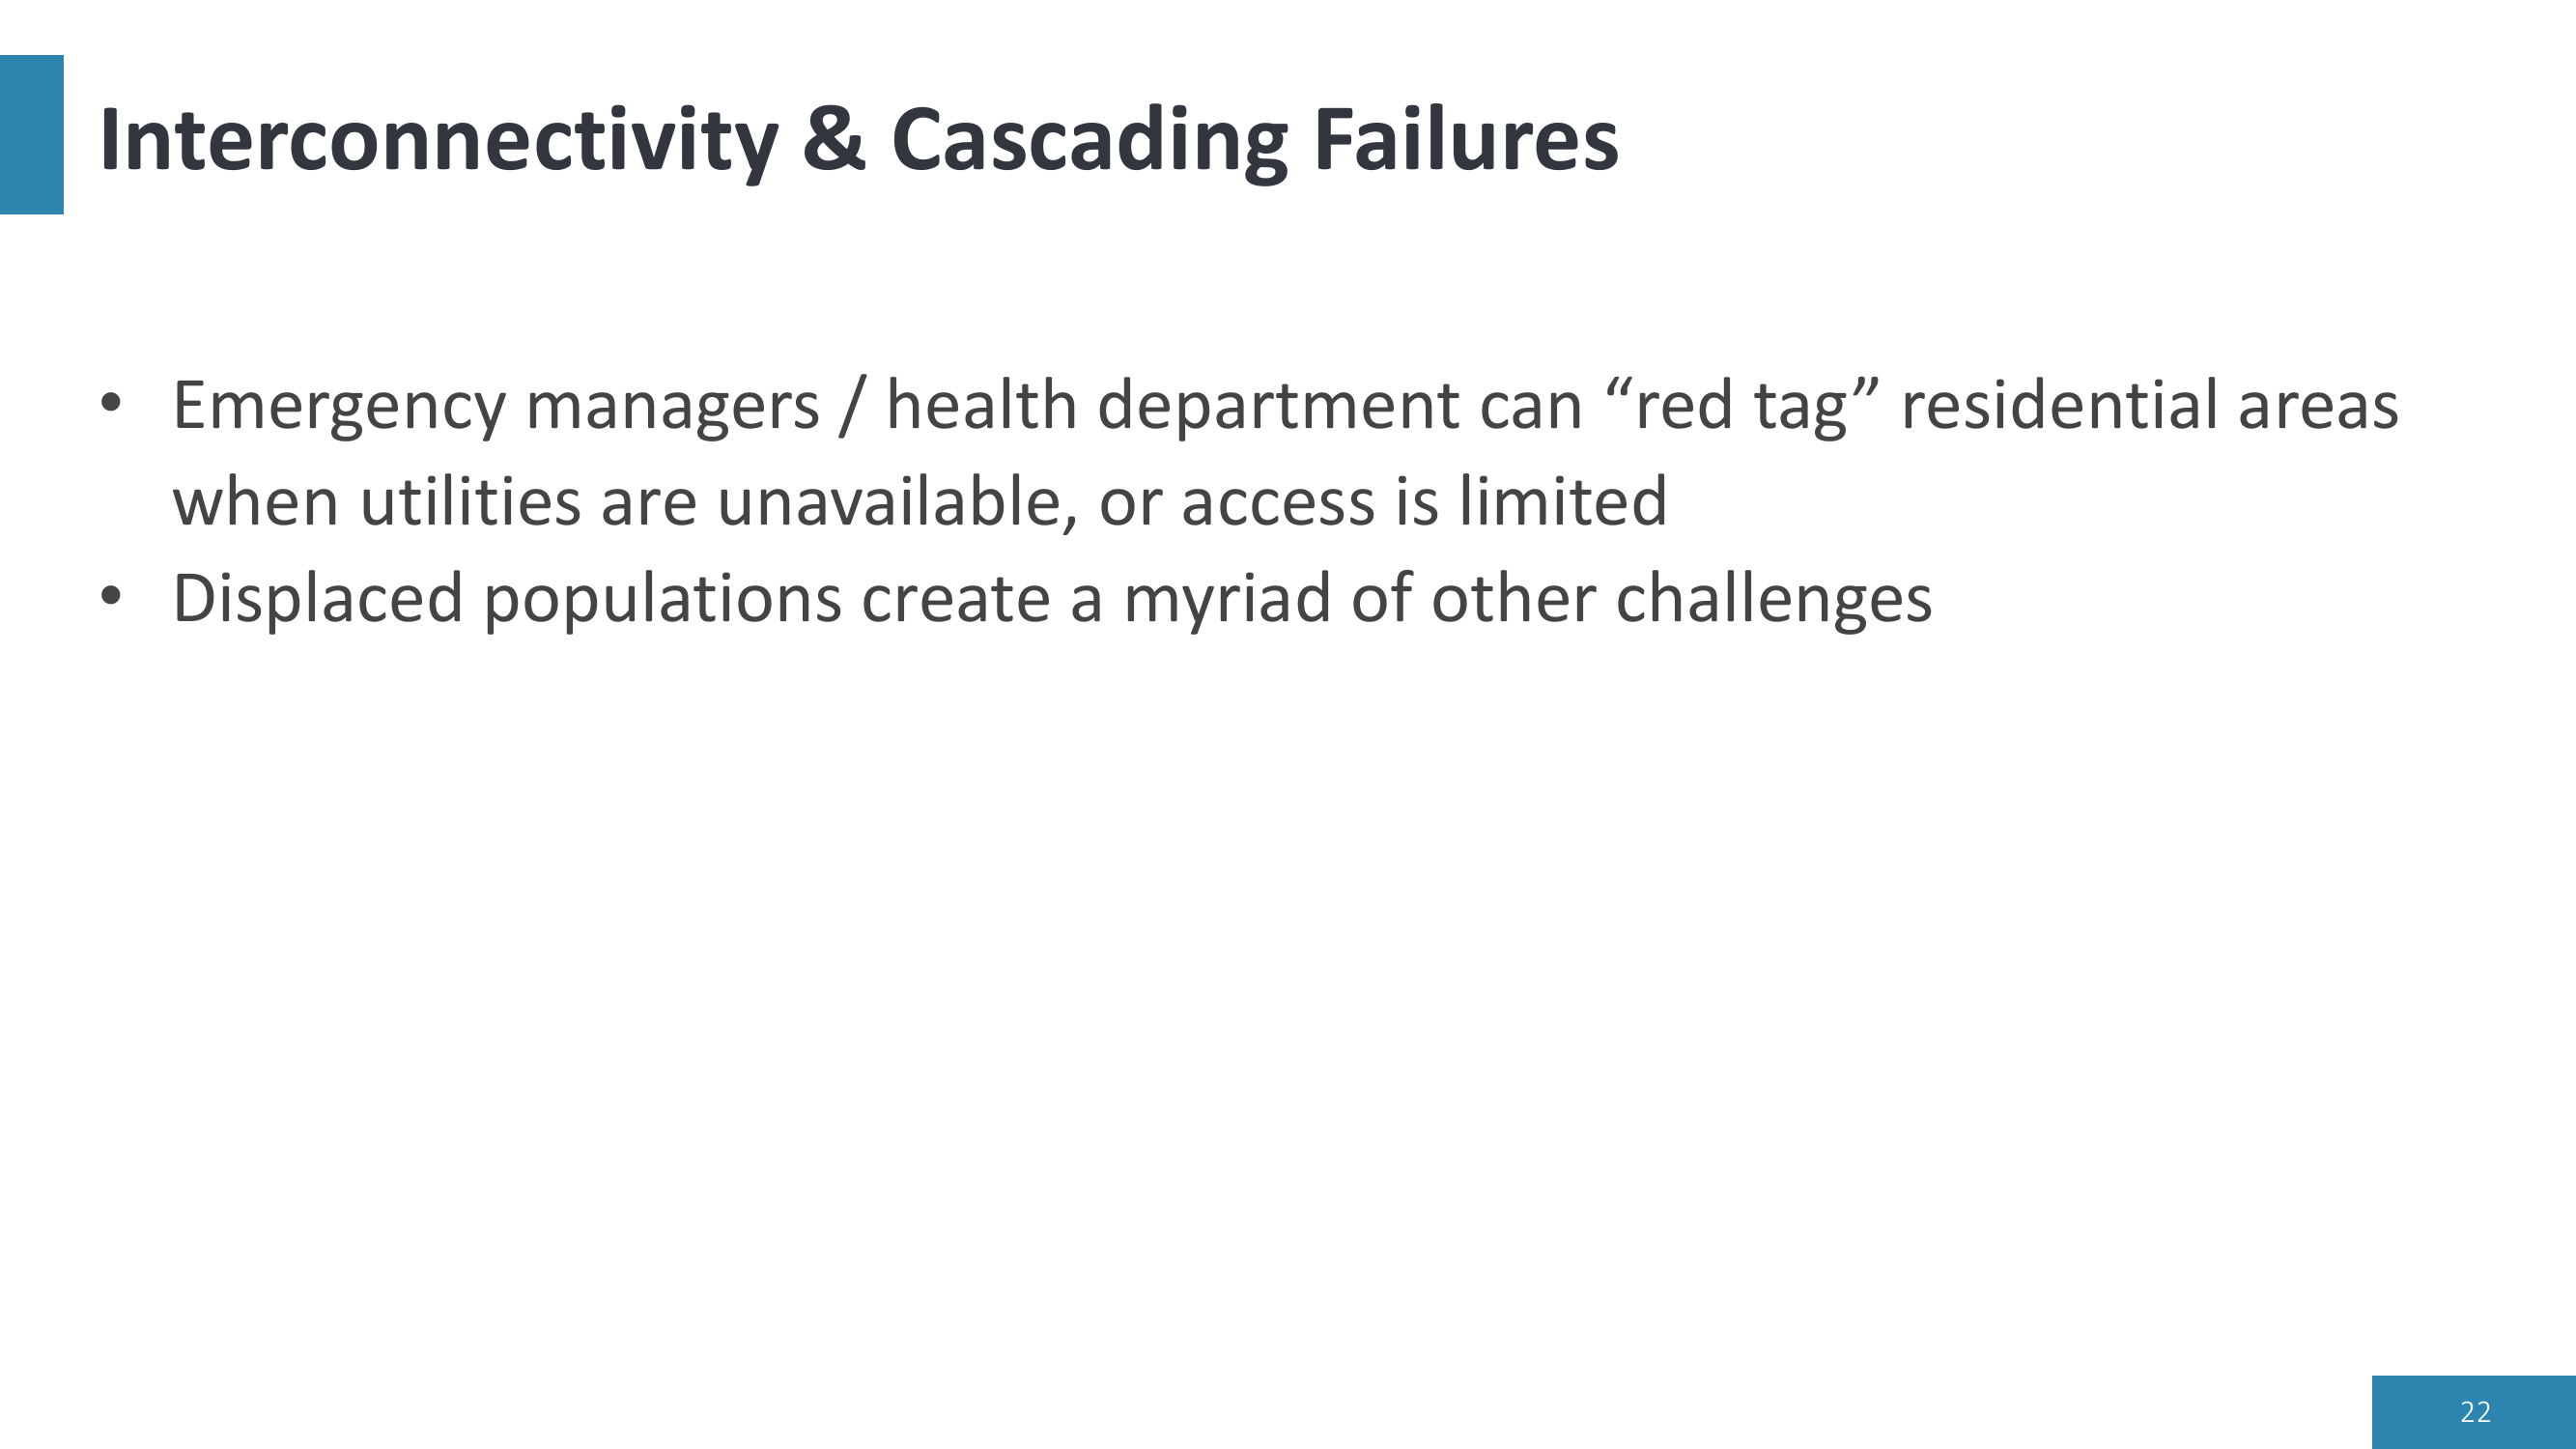 Interconnectivity & Cascading Failures
• Emergency managers / health department can “red tag” residential areas
when utilities are unavailable, or access is limited
• Displaced populations create a myriad of other challenges
22